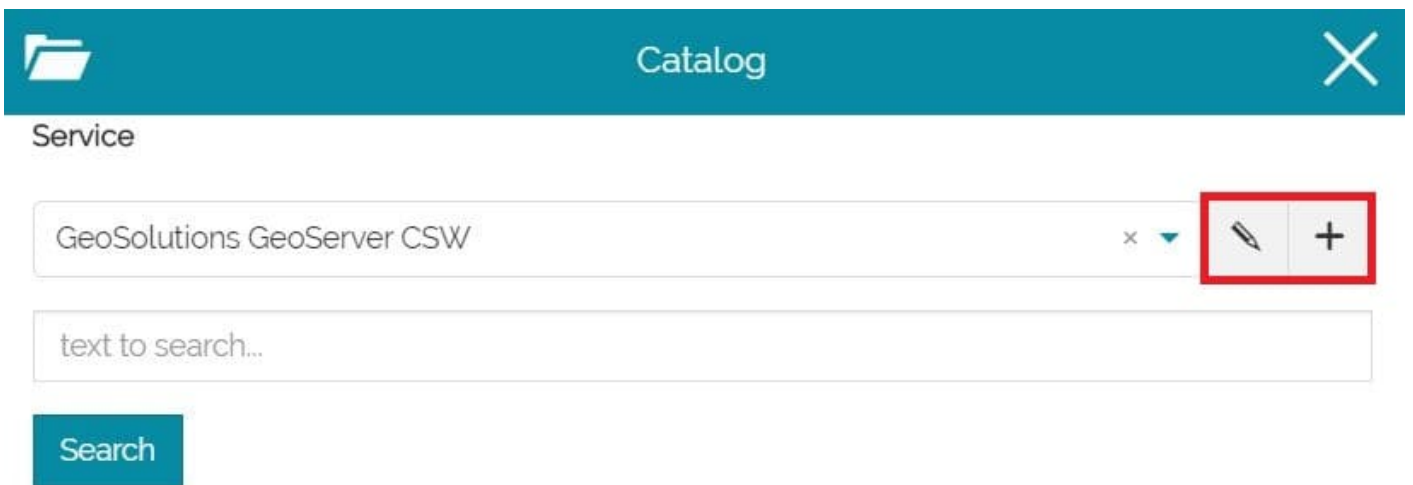 Catalog
Service
GeoSolutions GeoServer CSW
text to search...
Search